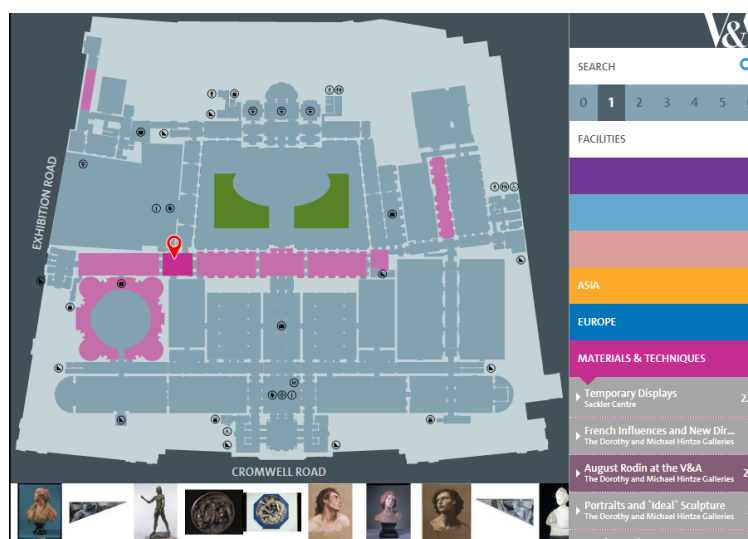 V&
SEARCH
0 1 2 3 4 5
FACILITIES
EXHIBITION ROAD
ASIA
EUROPE
MATERIALS & TECHNIQUES
Temporary Displays
Sackler Centre
French Influences and New Dir...
The Dorothy and Michael Hintze Galleries
August Rodin at the V&A
The Dorothy and Michael Hintze Galleries
Portraits and `Ideal` Sculpture
The Dorothy and Michael Hintze Galleries
CROMWELL ROAD